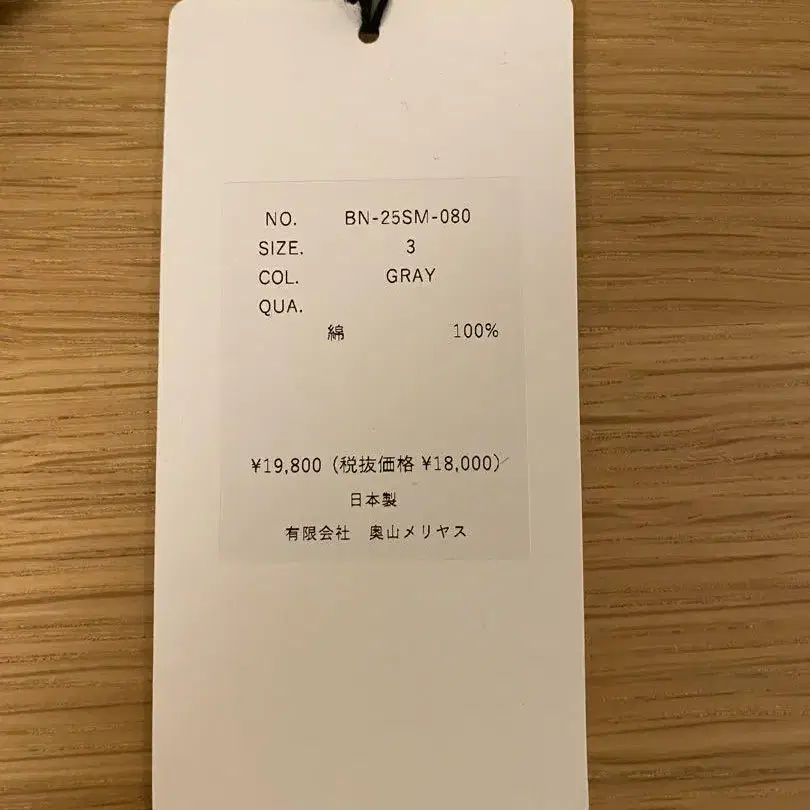 NO. BN-25SM-080
SIZE. 3
COL. GRAY
QUA.
綿 100%
¥19,800 (税抜価格 ¥18,000)
日本製
有限会社 奥山メリヤス